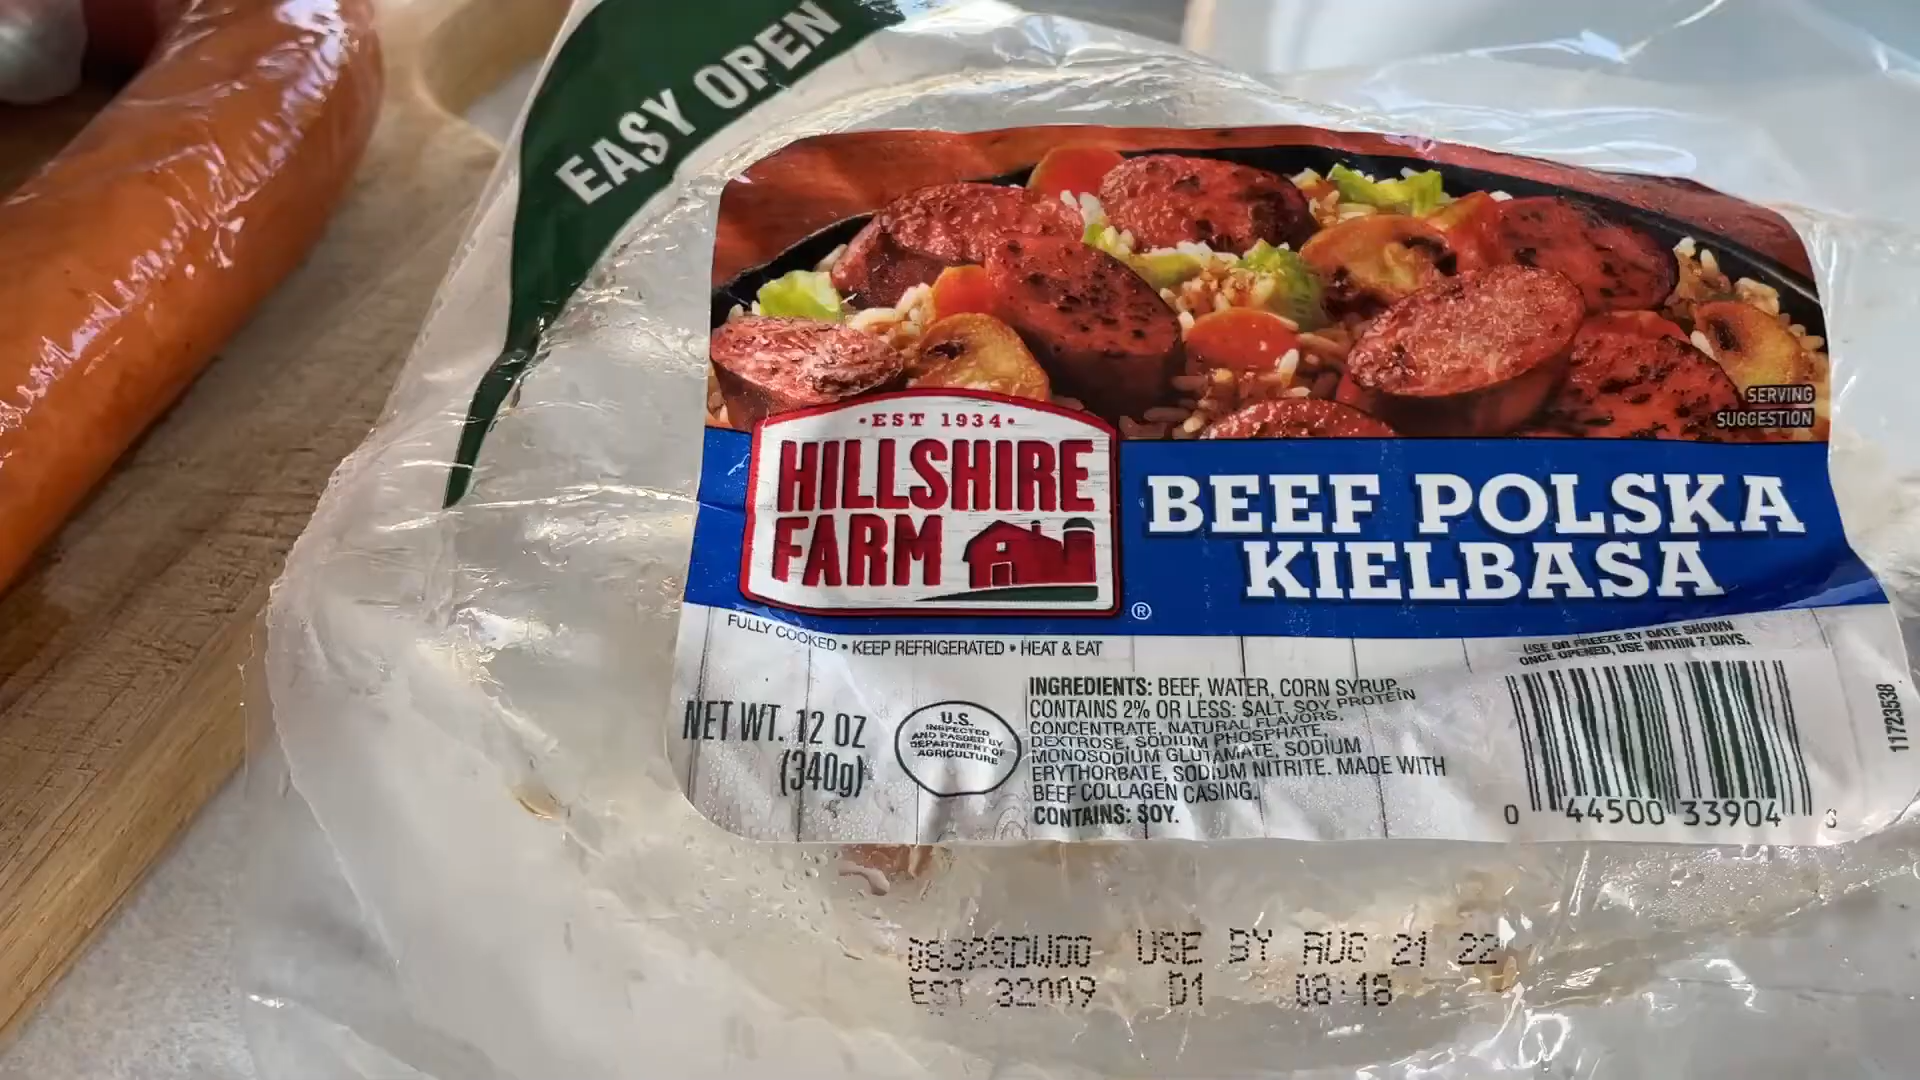 EASY OPEN
SERVING
SUGGESTION
·EST 1934·
HILLSHIRE
FARM
®
BEEF POLSKA
KIELBASA
FULLY COOKED • KEEP REFRIGERATED • HEAT & EAT
USE OR FREEZE BY DATE SHOWN
ONCE OPENED, USE WITHIN 7 DAYS.
NET WT. 12 OZ
(340g)
U.S.
INSPECTED
AND PASSED BY
DEPARTMENT OF
AGRICULTURE
INGREDIENTS: BEEF, WATER, CORN SYRUP,
CONTAINS 2% OR LESS: SALT, SOY PROTEIN
CONCENTRATE, NATURAL FLAVORS,
DEXTROSE, SODIUM PHOSPHATE,
MONOSODIUM GLUTAMATE, SODIUM
ERYTHORBATE, SODIUM NITRITE. MADE WITH
BEEF COLLAGEN CASING.
CONTAINS: SOY.
0 44500 33904
11723538
USE BY AUG 21 22
EST D1 08:18